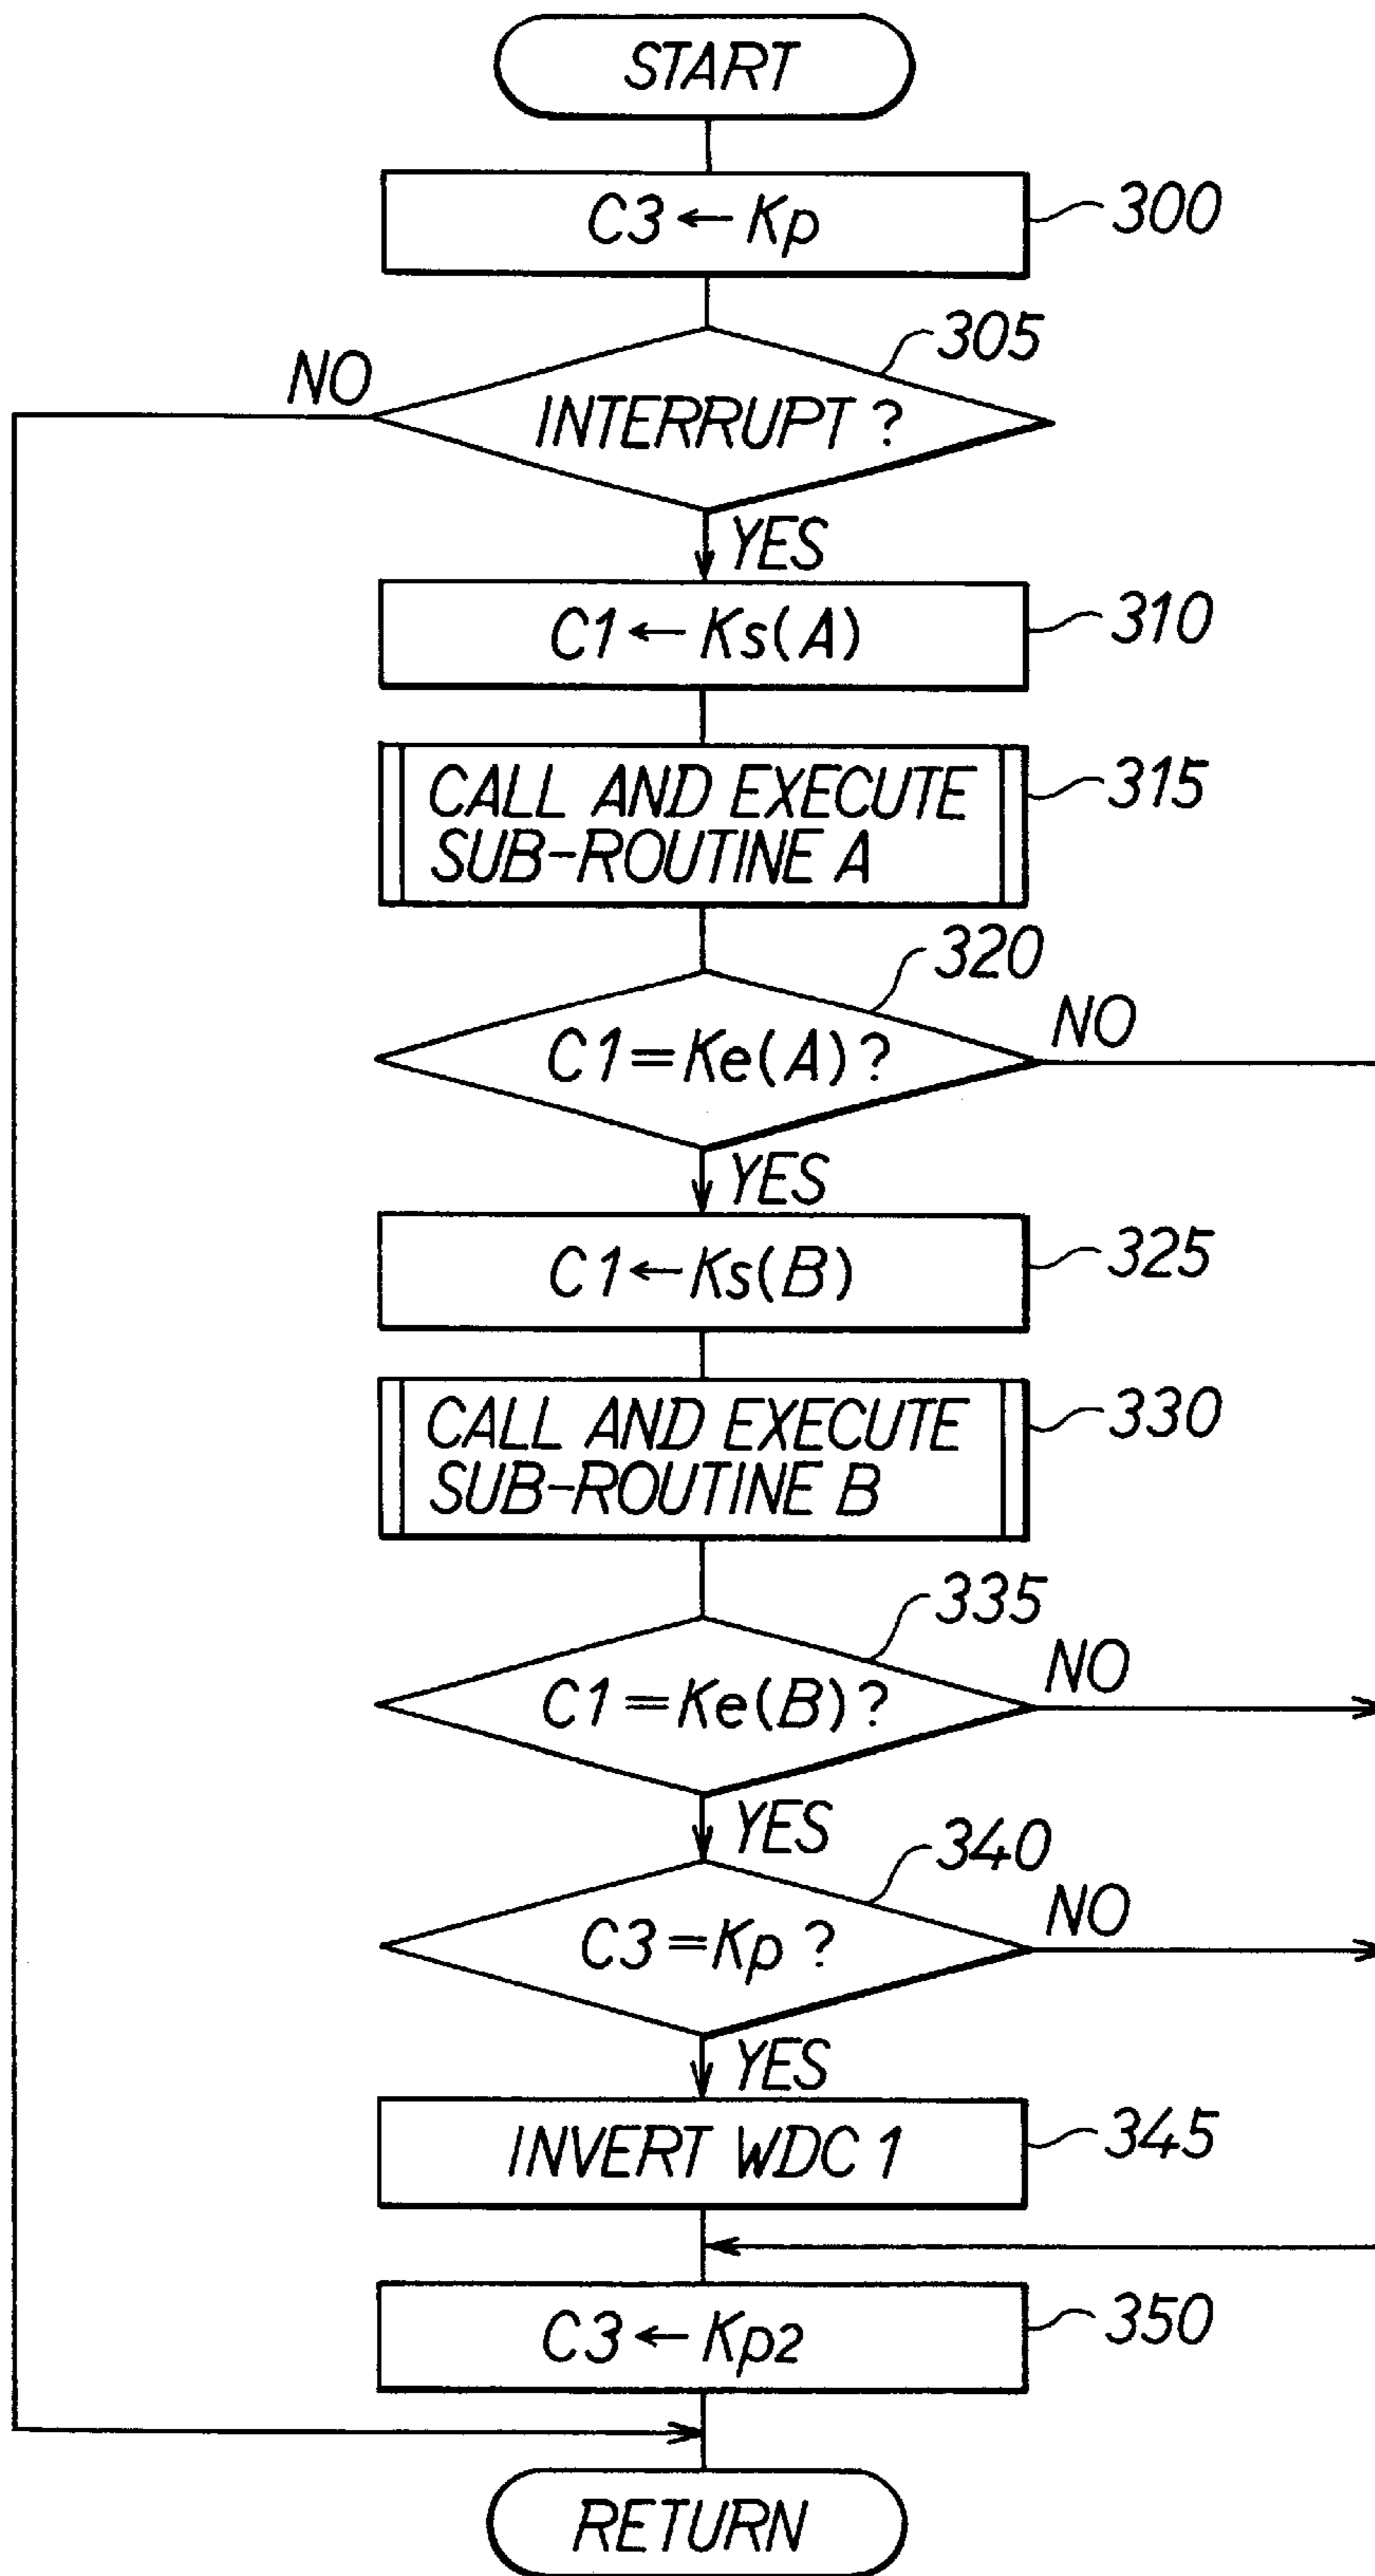 START
C3 ← Kp
300
305
NO
INTERRUPT ?
YES
C1 ← Ks(A)
310
CALL AND EXECUTE
SUB-ROUTINE A
315
320
C1 = Ke(A) ?
NO
YES
C1 ← Ks(B)
325
CALL AND EXECUTE
SUB-ROUTINE B
330
335
C1 = Ke(B) ?
NO
YES
340
C3 = Kp ?
NO
YES
INVERT WDC 1
345
C3 ← Kp2
350
RETURN